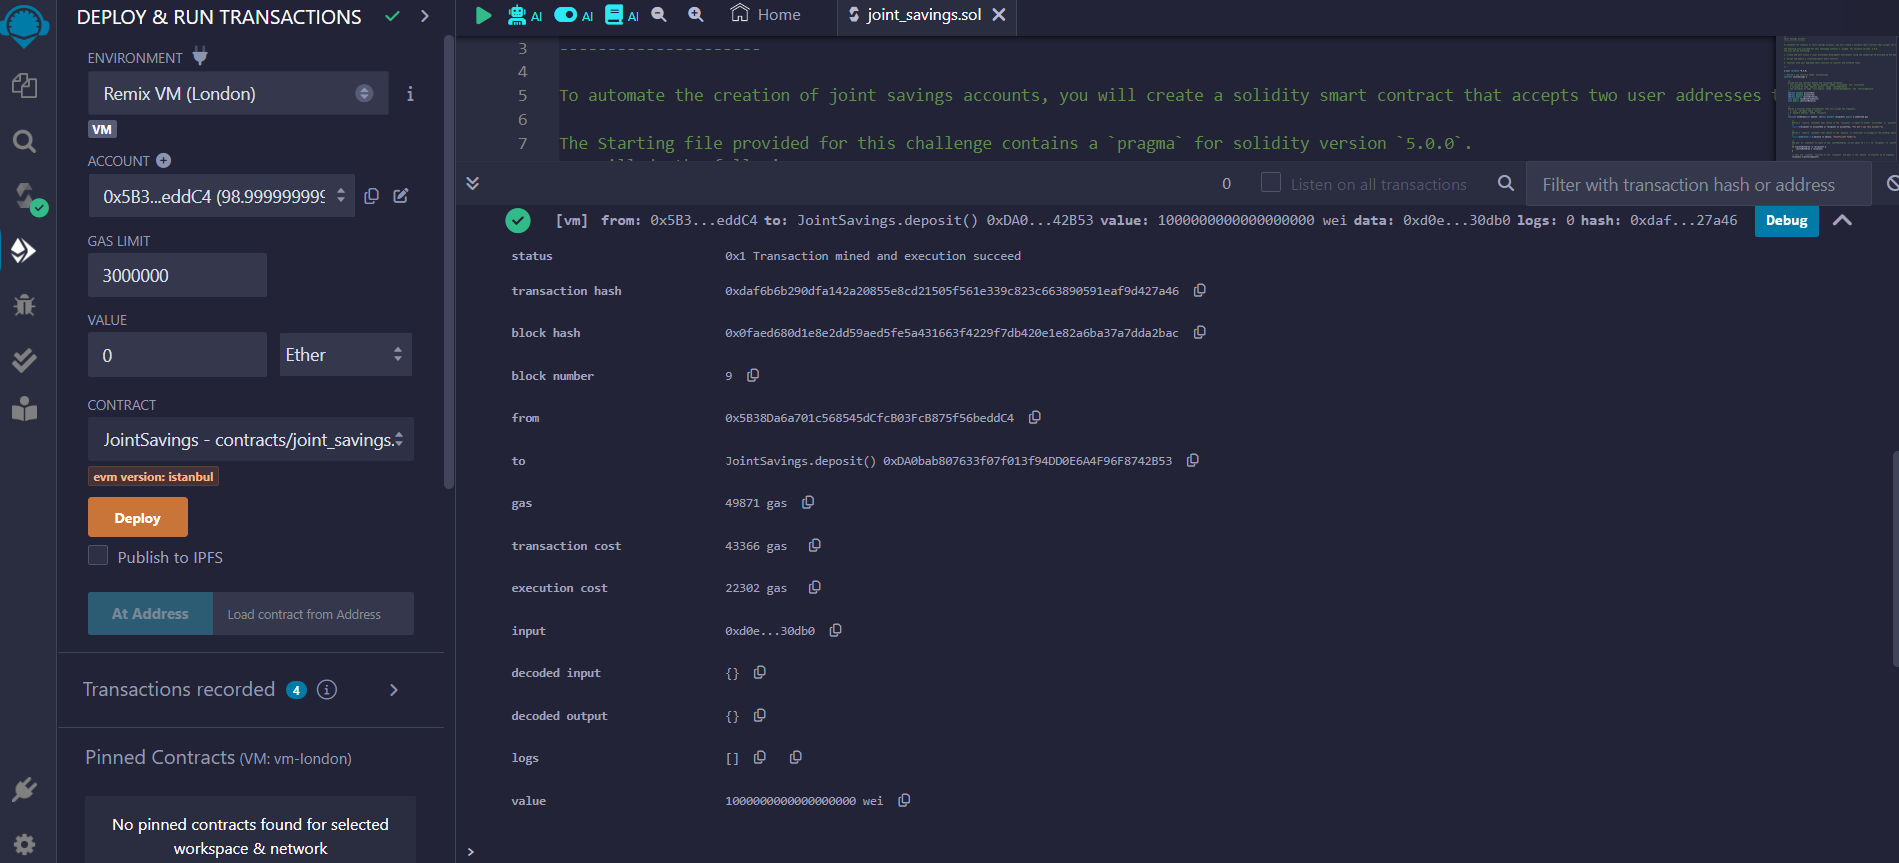 DEPLOY & RUN TRANSACTIONS
ENVIRONMENT
Remix VM (London)
VM
ACCOUNT
0x5B3...eddC4 (98.9999999999
GAS LIMIT
3000000
VALUE
0
Ether
CONTRACT
JointSavings - contracts/joint_savings.
evm version: istanbul
Deploy
Publish to IPFS
At Address
Load contract from Address
Transactions recorded 4
Pinned Contracts (VM: vm-london)
No pinned contracts found for selected
workspace & network
AI AI AI Home joint_savings.sol
3 ---------------------
4
5 To automate the creation of joint savings accounts, you will create a solidity smart contract that accepts two user addresses
6
7 The Starting file provided for this challenge contains a `pragma` for solidity version `5.0.0`.
0 Listen on all transactions Filter with transaction hash or address
[vm] from: 0x5B3...eddC4 to: JointSavings.deposit() 0xDA0...42B53 value: 1000000000000000000 wei data: 0xd0e...30db0 logs: 0 hash: 0xdaf...27a46 Debug
status 0x1 Transaction mined and execution succeed
transaction hash 0xdaf6b6b290dfa142a20855e8cd21505f561e339c823c663890591eaf9d427a46
block hash 0x0faed680d1e8e2dd59aed5fe5a431663f4229f7db420e1e82a6ba37a7dda2bac
block number 9
from 0x5B38Da6a701c568545dCfcB03FcB875f56beddC4
to JointSavings.deposit() 0xDA0bab807633f07f013f94DD0E6A4F96F8742B53
gas 49871 gas
transaction cost 43366 gas
execution cost 22302 gas
input 0xd0e...30db0
decoded input {}
decoded output {}
logs []
value 1000000000000000000 wei
>